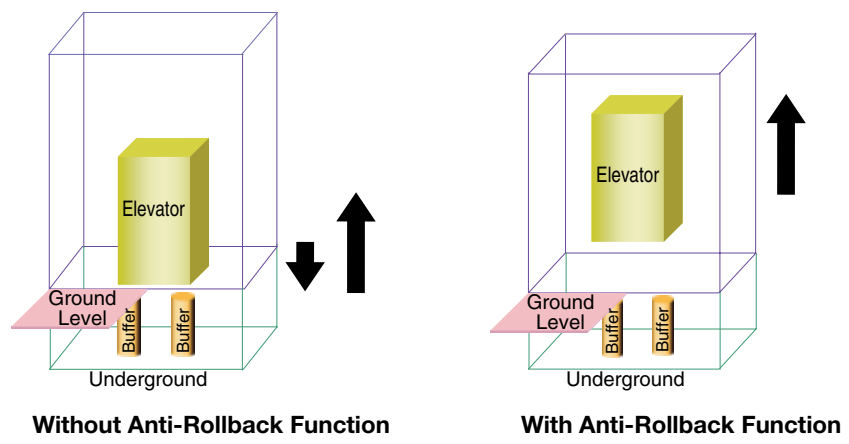 Elevator
Ground
Level
Buffer
Buffer
Underground
Without Anti-Rollback Function
Elevator
Ground
Level
Buffer
Buffer
Underground
With Anti-Rollback Function